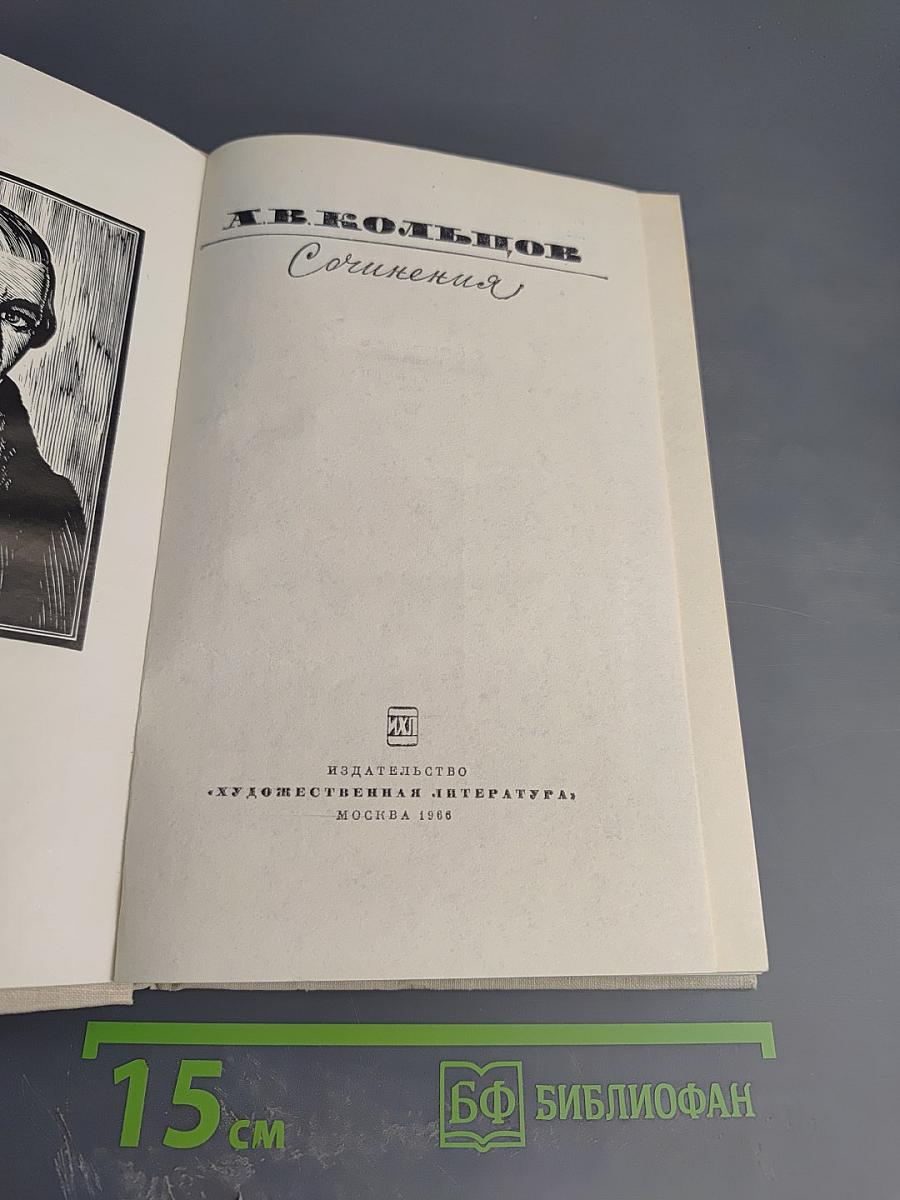 А.В.КОЛЬЦОВ
Сочинения
ИХЛ
ИЗДАТЕЛЬСТВО
«ХУДОЖЕСТВЕННАЯ ЛИТЕРАТУРА»
МОСКВА 1966
15 см
БФ БИБЛИОФАН